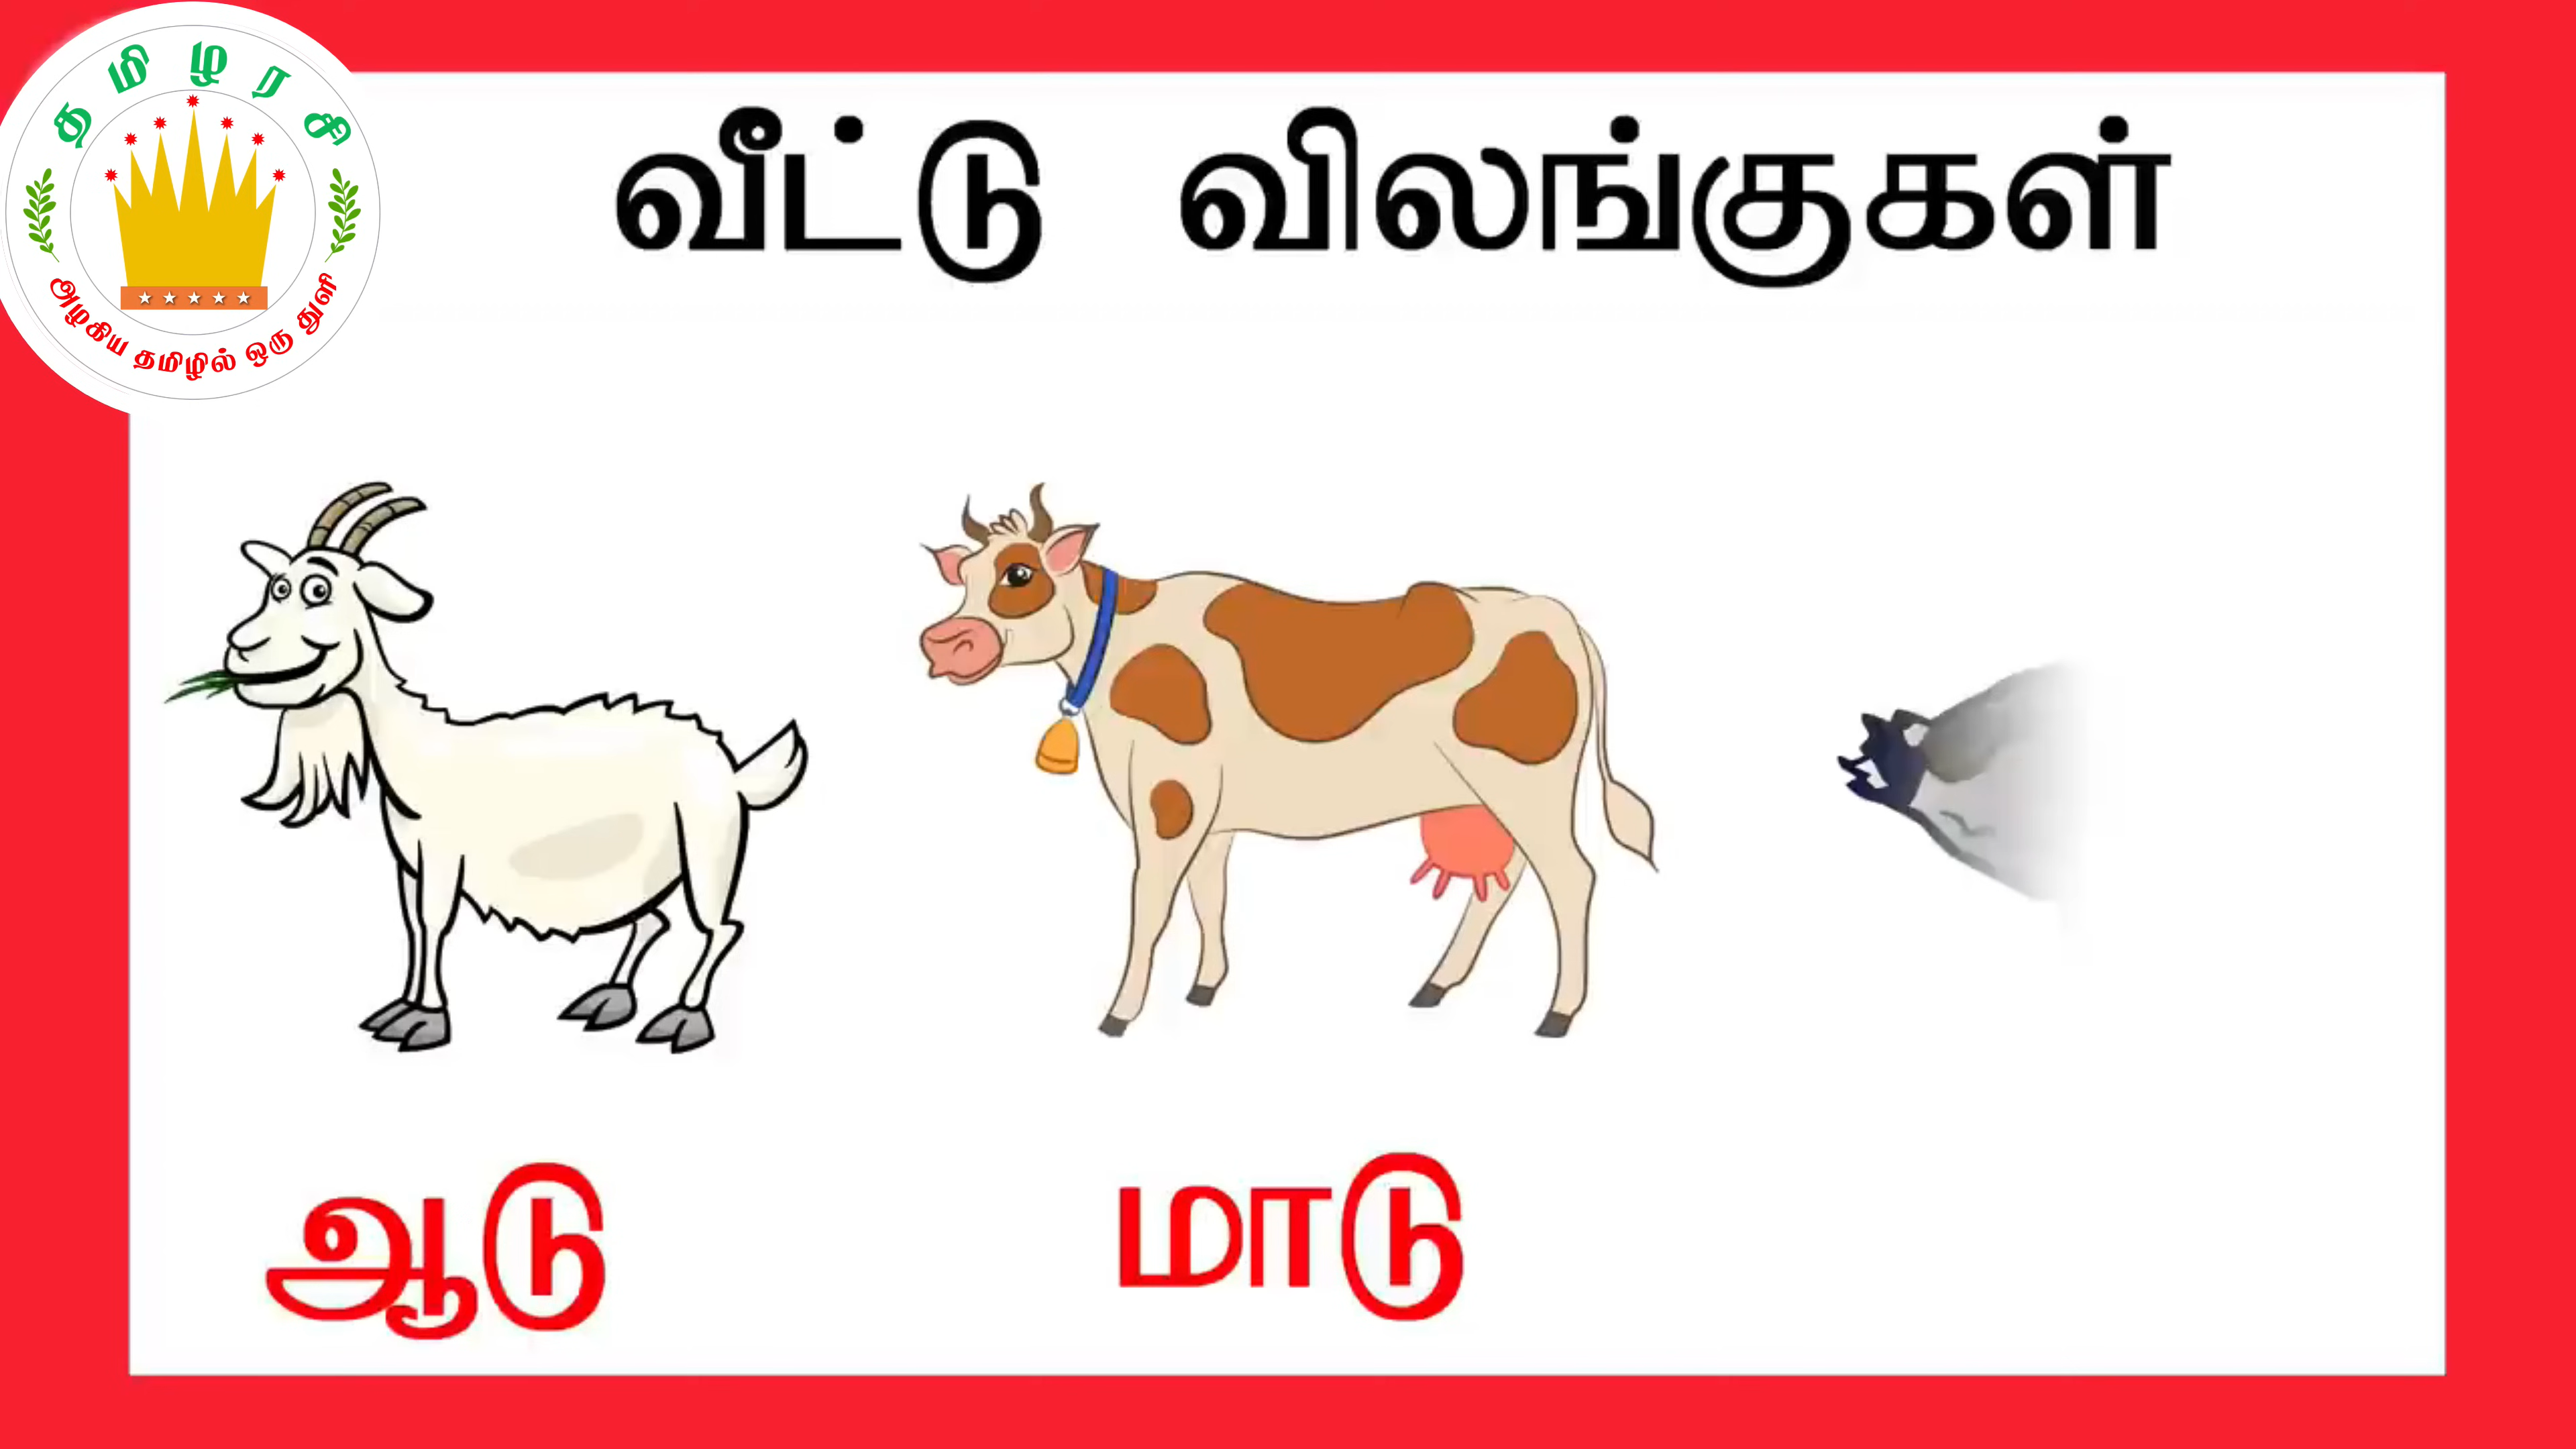 தமிழரசி
அழகிய தமிழில் ஒரு துளி
வீட்டு விலங்குகள்
ஆடு
மாடு